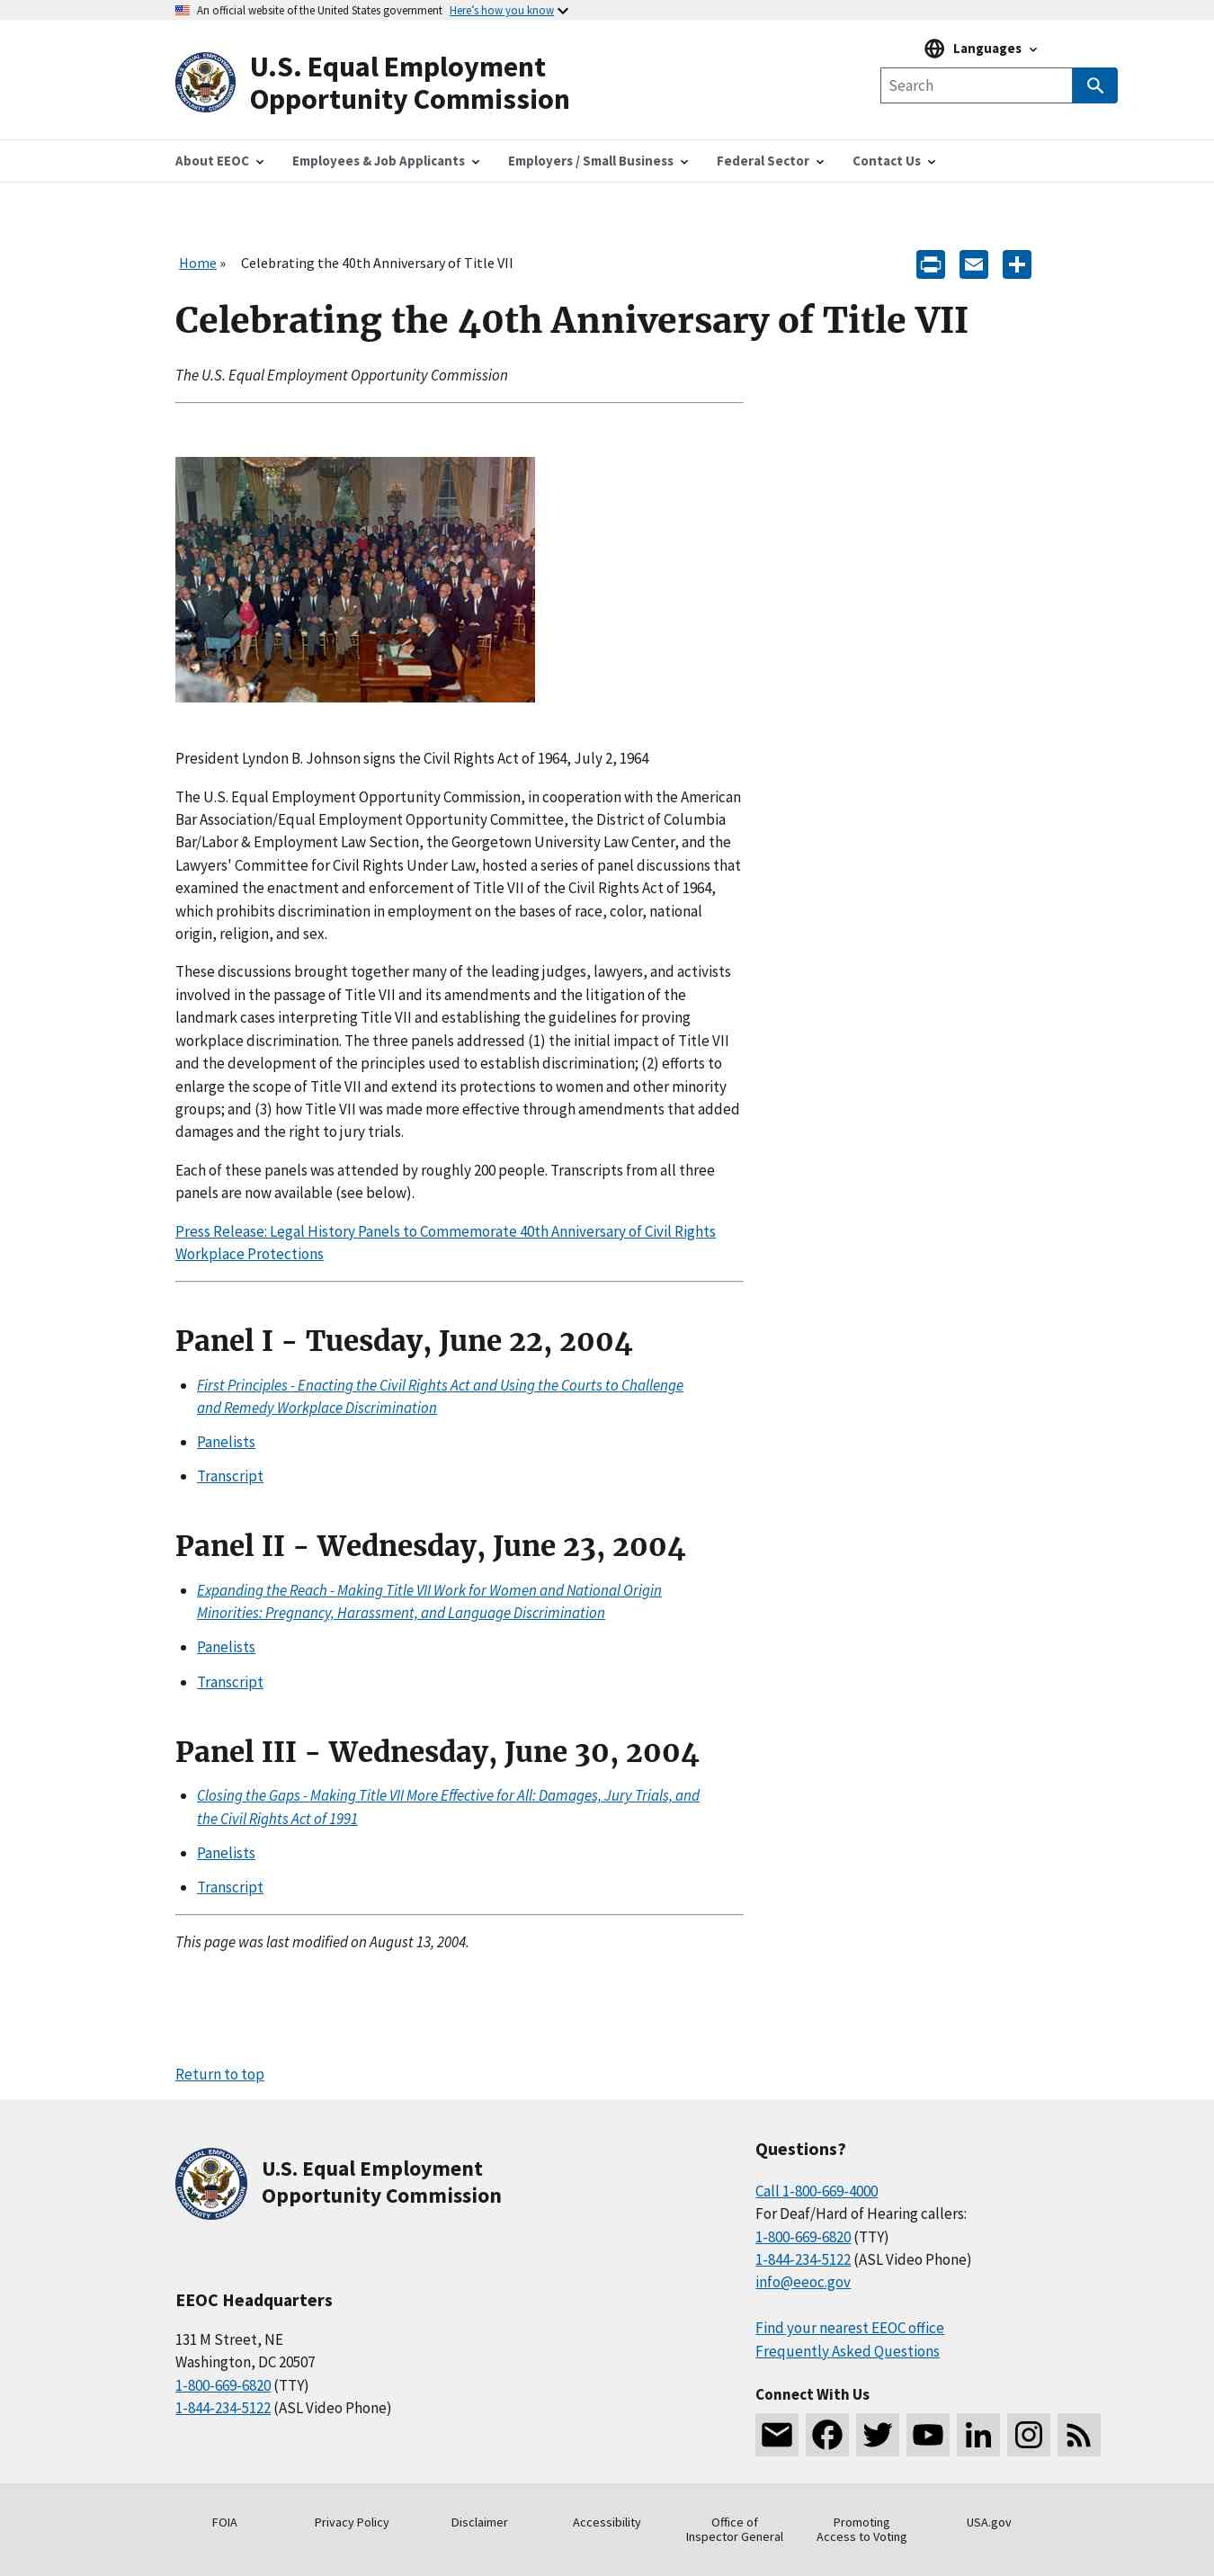 An official website of the United States government Here's how you know
U.S. Equal Employment
Opportunity Commission
Languages
Search
About EEOC
Employees & Job Applicants
Employers / Small Business
Federal Sector
Contact Us
Home » Celebrating the 40th Anniversary of Title VII
Celebrating the 40th Anniversary of Title VII
The U.S. Equal Employment Opportunity Commission
President Lyndon B. Johnson signs the Civil Rights Act of 1964, July 2, 1964
The U.S. Equal Employment Opportunity Commission, in cooperation with the American
Bar Association/Equal Employment Opportunity Committee, the District of Columbia
Bar/Labor & Employment Law Section, the Georgetown University Law Center, and the
Lawyers' Committee for Civil Rights Under Law, hosted a series of panel discussions that
examined the enactment and enforcement of Title VII of the Civil Rights Act of 1964,
which prohibits discrimination in employment on the bases of race, color, national
origin, religion, and sex.
These discussions brought together many of the leading judges, lawyers, and activists
involved in the passage of Title VII and its amendments and the litigation of the
landmark cases interpreting Title VII and establishing the guidelines for proving
workplace discrimination. The three panels addressed (1) the initial impact of Title VII
and the development of the principles used to establish discrimination; (2) efforts to
enlarge the scope of Title VII and extend its protections to women and other minority
groups; and (3) how Title VII was made more effective through amendments that added
damages and the right to jury trials.
Each of these panels was attended by roughly 200 people. Transcripts from all three
panels are now available (see below).
Press Release: Legal History Panels to Commemorate 40th Anniversary of Civil Rights
Workplace Protections
Panel I - Tuesday, June 22, 2004
First Principles - Enacting the Civil Rights Act and Using the Courts to Challenge
and Remedy Workplace Discrimination
Panelists
Transcript
Panel II - Wednesday, June 23, 2004
Expanding the Reach - Making Title VII Work for Women and National Origin
Minorities: Pregnancy, Harassment, and Language Discrimination
Panelists
Transcript
Panel III - Wednesday, June 30, 2004
Closing the Gaps - Making Title VII More Effective for All: Damages, Jury Trials, and
the Civil Rights Act of 1991
Panelists
Transcript
This page was last modified on August 13, 2004.
Return to top
U.S. Equal Employment
Opportunity Commission
EEOC Headquarters
131 M Street, NE
Washington, DC 20507
1-800-669-6820 (TTY)
1-844-234-5122 (ASL Video Phone)
Questions?
Call 1-800-669-4000
For Deaf/Hard of Hearing callers:
1-800-669-6820 (TTY)
1-844-234-5122 (ASL Video Phone)
info@eeoc.gov
Find your nearest EEOC office
Frequently Asked Questions
Connect With Us
FOIA
Privacy Policy
Disclaimer
Accessibility
Office of
Inspector General
Promoting
Access to Voting
USA.gov